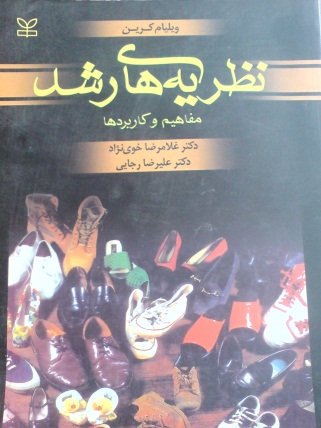 ویلیام کرین
نظریه‌های رشد
مفاهیم و کاربردها
دکتر غلامرضا خوی‌نژاد
دکتر علیرضا رجایی